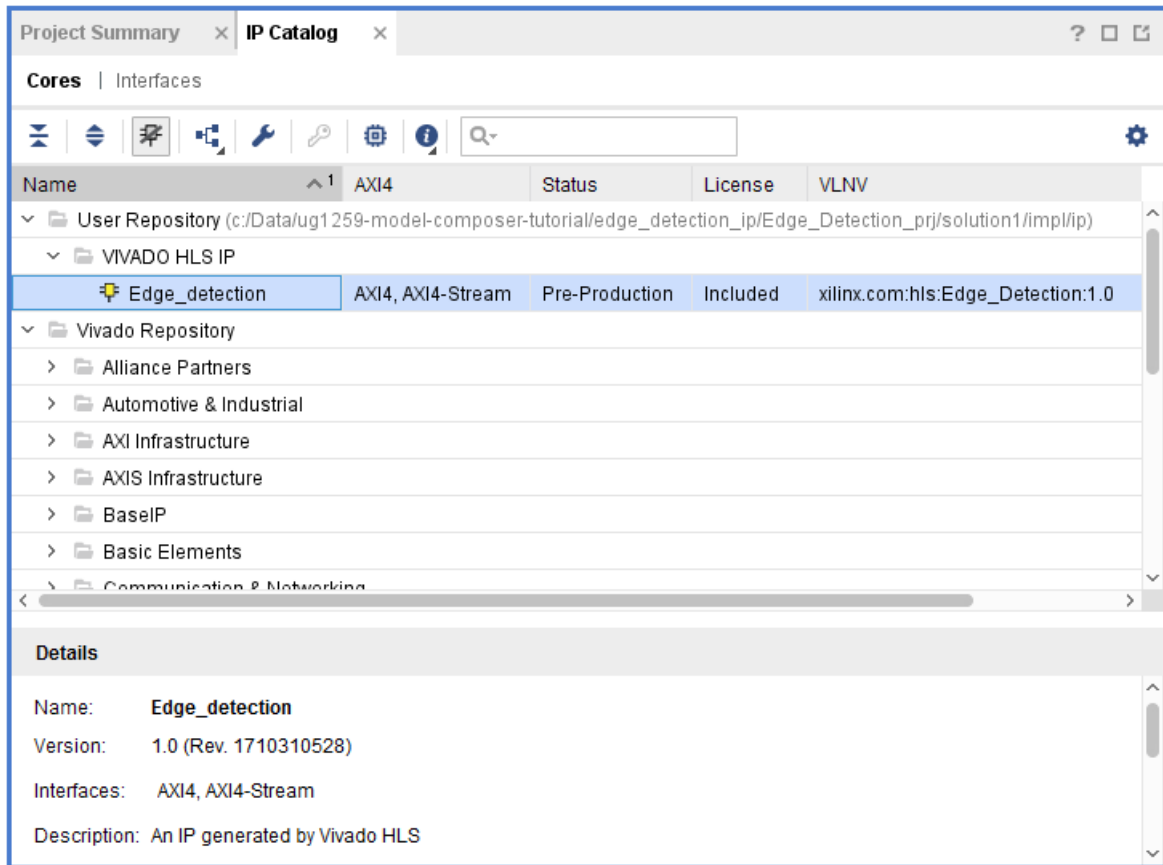 Project Summary × IP Catalog × ?
Cores | Interfaces
Name 1 AXI4 Status License VLNV
User Repository (c:/Data/ug1259-model-composer-tutorial/edge_detection_ip/Edge_Detection_prj/solution1/impl/ip)
VIVADO HLS IP
Edge_detection AXI4, AXI4-Stream Pre-Production Included xilinx.com:hls:Edge_Detection:1.0
Vivado Repository
Alliance Partners
Automotive & Industrial
AXI Infrastructure
AXIS Infrastructure
BaseIP
Basic Elements
Communication & Networking
Details
Name: Edge_detection
Version: 1.0 (Rev. 1710310528)
Interfaces: AXI4, AXI4-Stream
Description: An IP generated by Vivado HLS